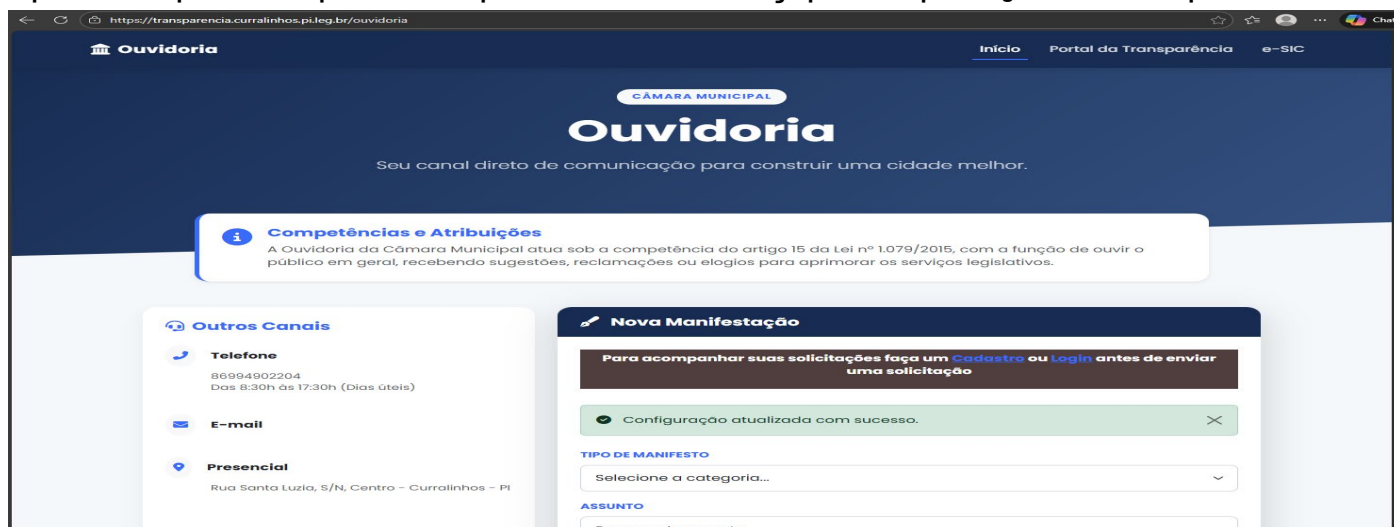 https://transparencia.curralinhos.pi.leg.br/ouvidoria
Chat
Ouvidoria
Início
Portal da Transparência
e-SIC
CÂMARA MUNICIPAL
Ouvidoria
Seu canal direto de comunicação para construir uma cidade melhor.
Competências e Atribuições
A Ouvidoria da Câmara Municipal atua sob a competência do artigo 15 da Lei nº 1.079/2015, com a função de ouvir o
público em geral, recebendo sugestões, reclamações ou elogios para aprimorar os serviços legislativos.
Outros Canais
Telefone
86994902204
Das 8:30h às 17:30h (Dias úteis)
E-mail
Presencial
Rua Santa Luzia, S/N, Centro - Curralinhos - PI
Nova Manifestação
Para acompanhar suas solicitações faça um Cadastro ou Login antes de enviar
uma solicitação
Configuração atualizada com sucesso.
TIPO DE MANIFESTO
Selecione a categoria...
ASSUNTO